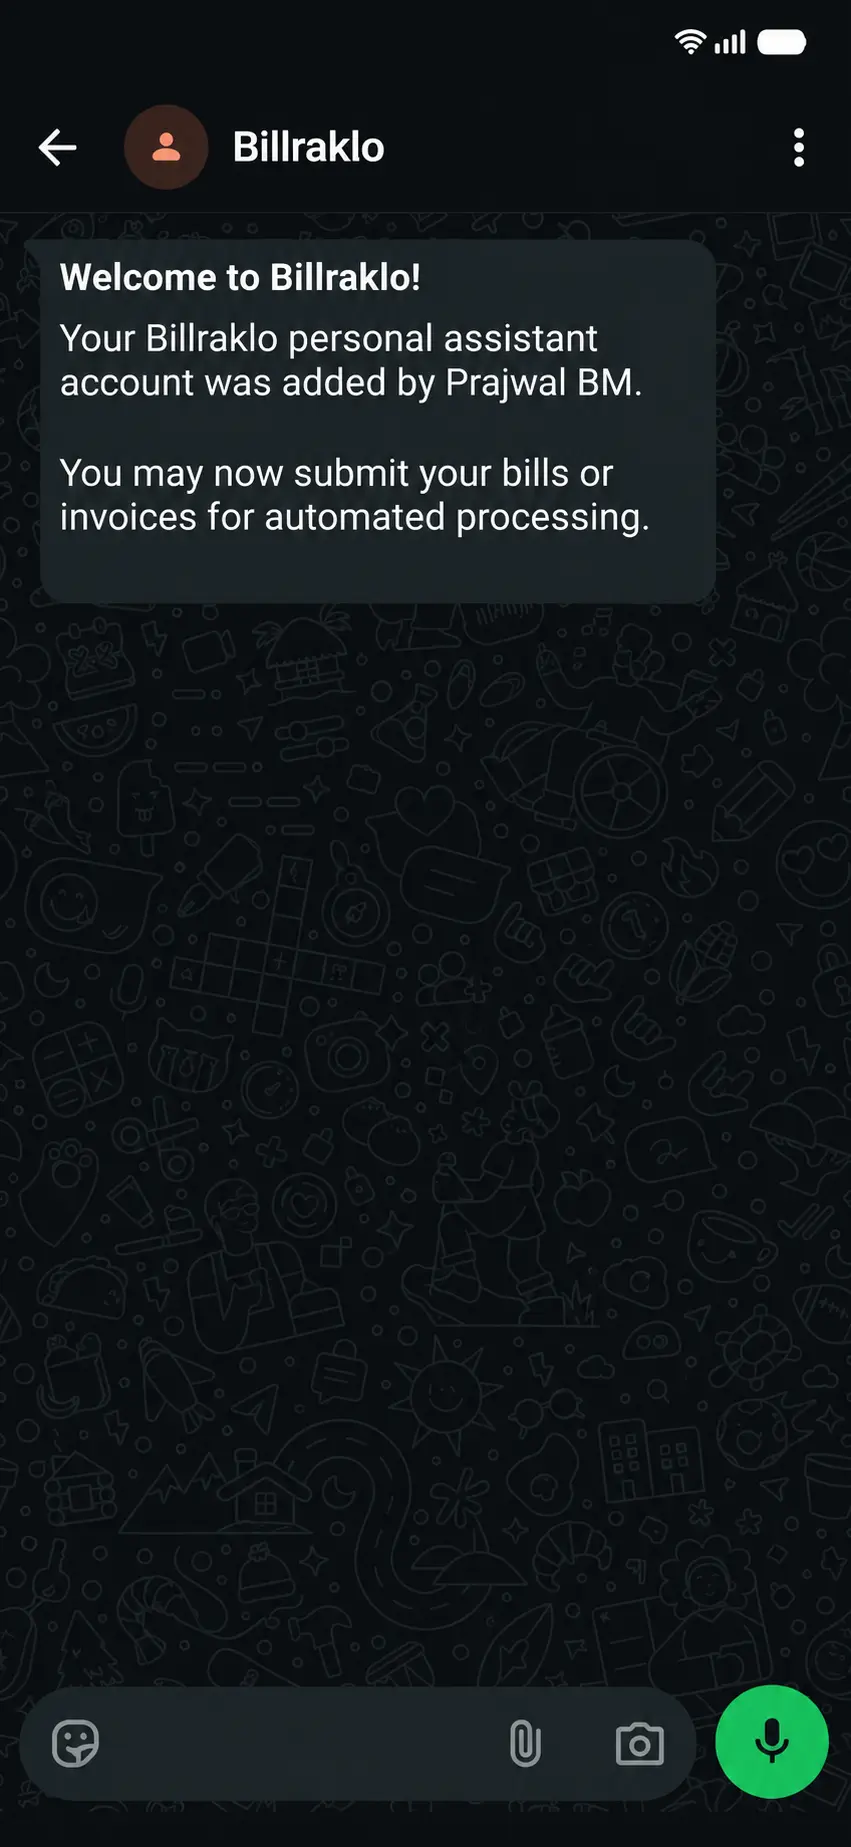 Billraklo
Welcome to Billraklo!
Your Billraklo personal assistant
account was added by Prajwal BM.
You may now submit your bills or
invoices for automated processing.